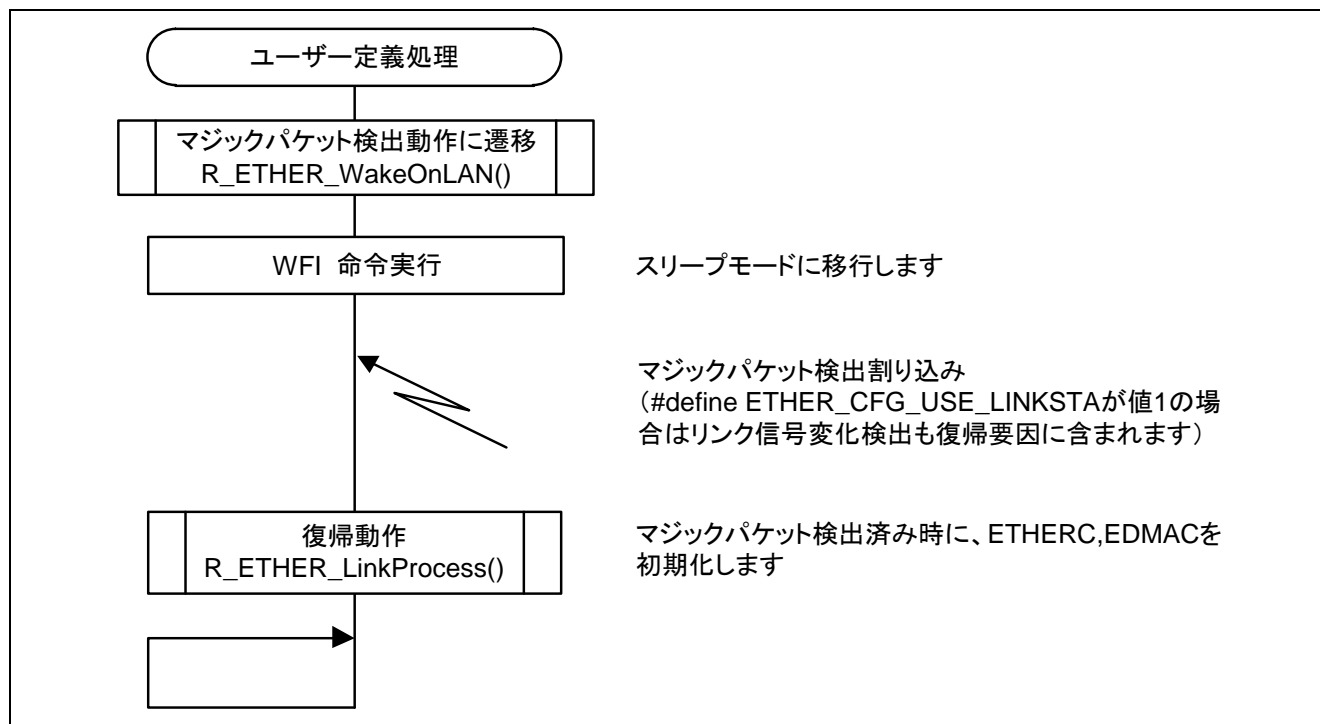 ユーザー定義処理
マジックパケット検出動作に遷移
R_ETHER_WakeOnLAN()
WFI 命令実行
スリープモードに移行します
マジックパケット検出割り込み
(#define ETHER_CFG_USE_LINKSTAが値1の場
合はリンク信号変化検出も復帰要因に含まれます)
復帰動作
R_ETHER_LinkProcess()
マジックパケット検出済み時に、ETHERC,EDMACを
初期化します